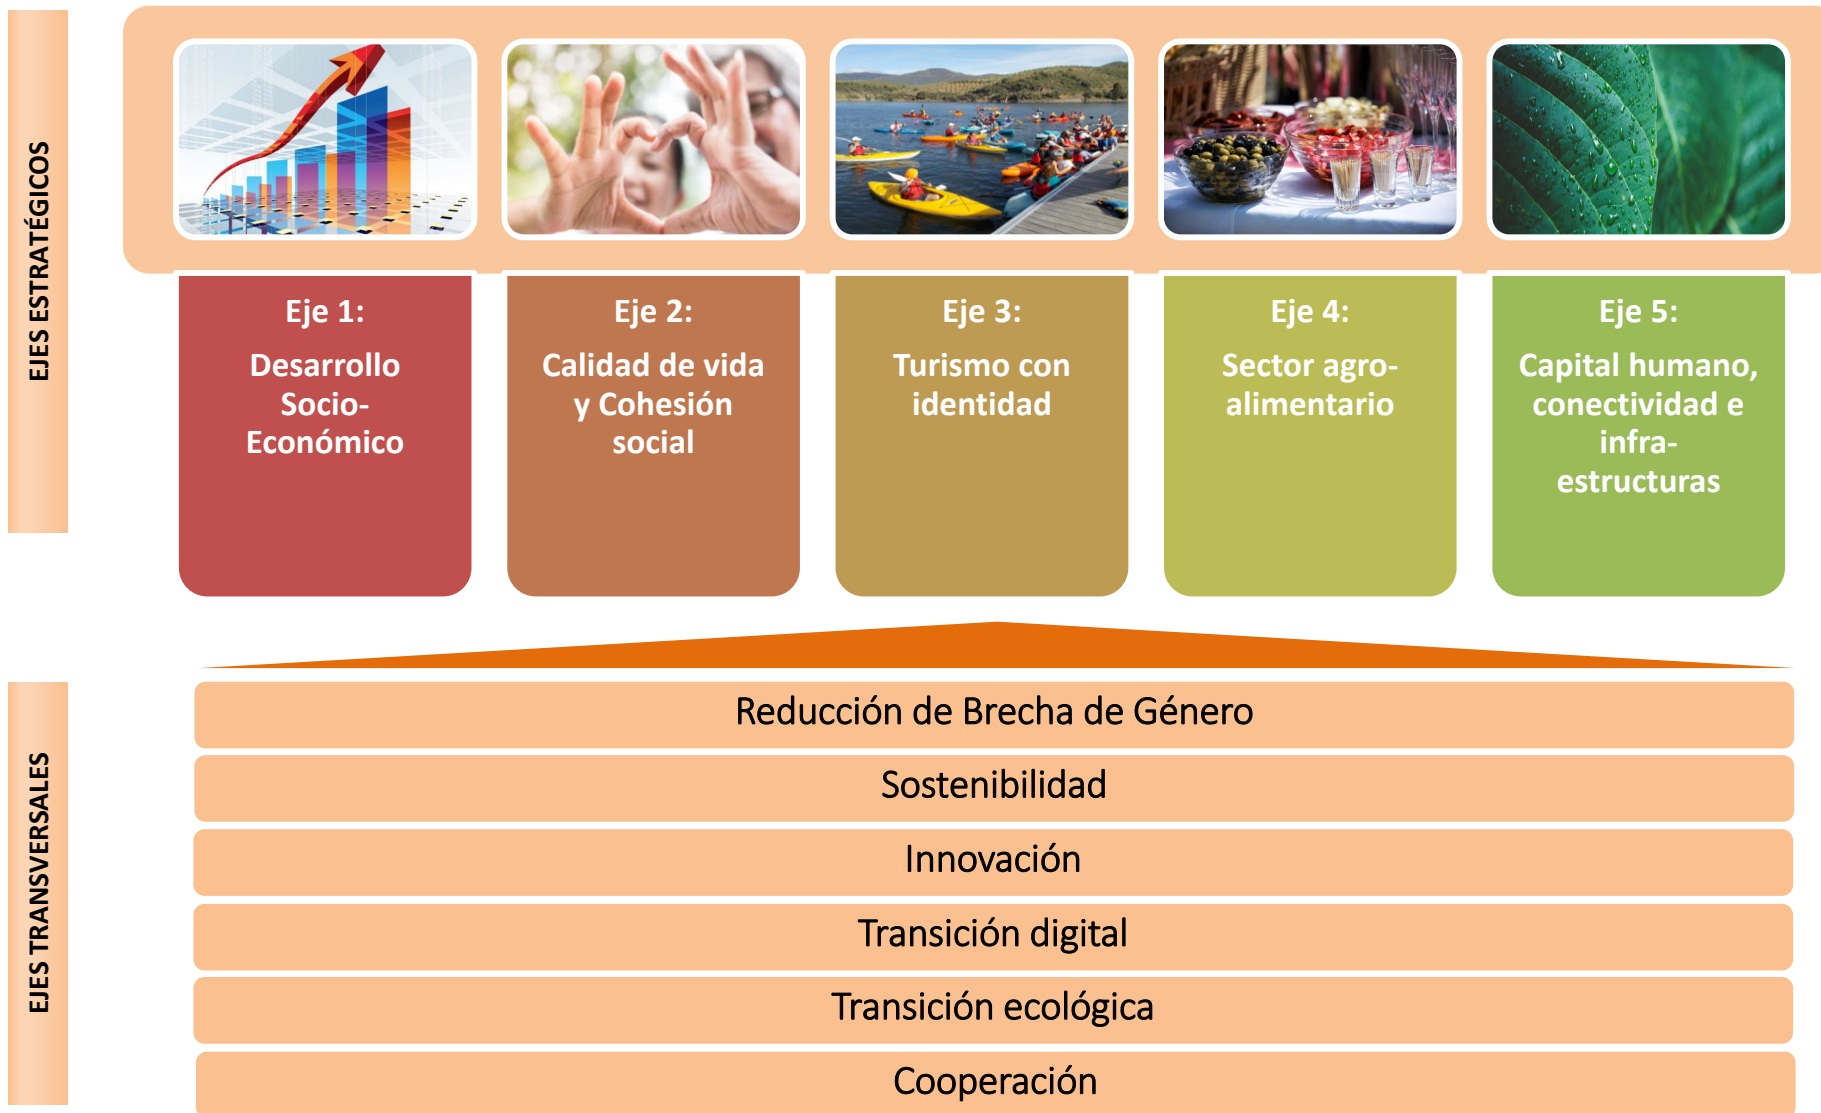 EJES ESTRATÉGICOS
Eje 1:
Desarrollo
Socio-
Económico
Eje 2:
Calidad de vida
y Cohesión
social
Eje 3:
Turismo con
identidad
Eje 4:
Sector agro-
alimentario
Eje 5:
Capital humano,
conectividad e
infra-
estructuras
EJES TRANSVERSALES
Reducción de Brecha de Género
Sostenibilidad
Innovación
Transición digital
Transición ecológica
Cooperación